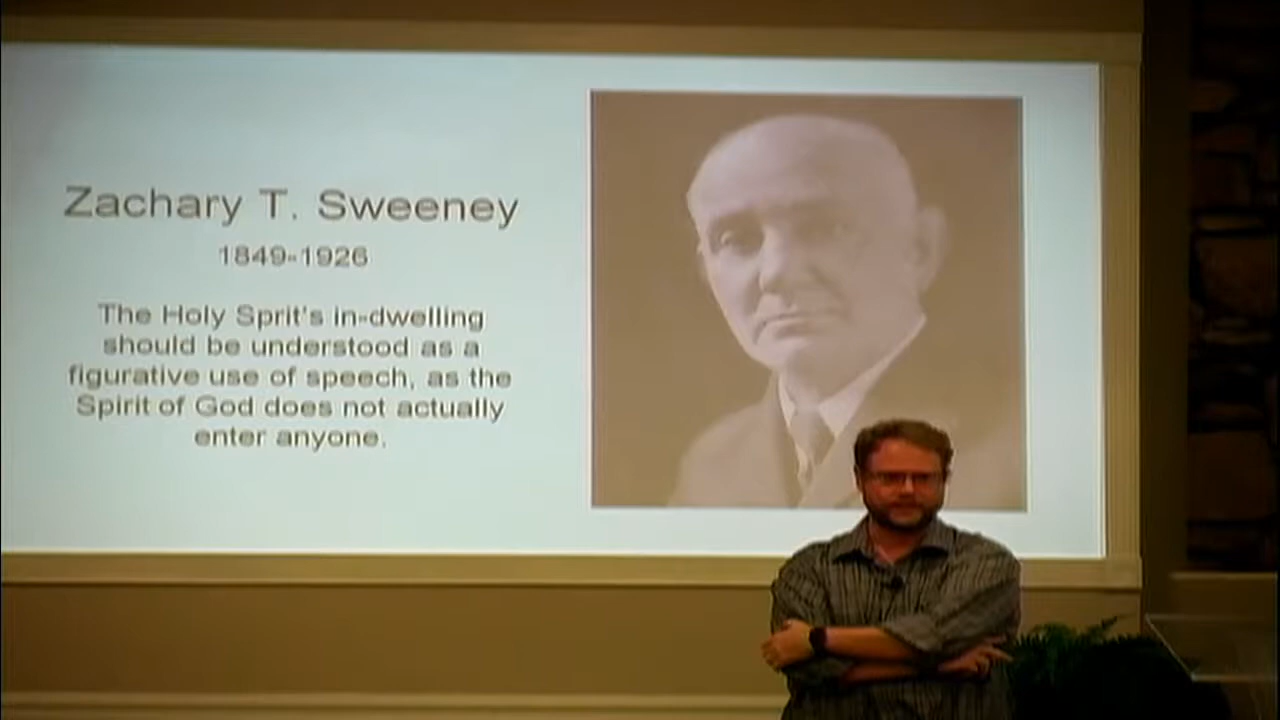 Zachary T. Sweeney
1849-1926
The Holy Sprit's in-dwelling
should be understood as a
figurative use of speech, as the
Spirit of God does not actually
enter anyone.